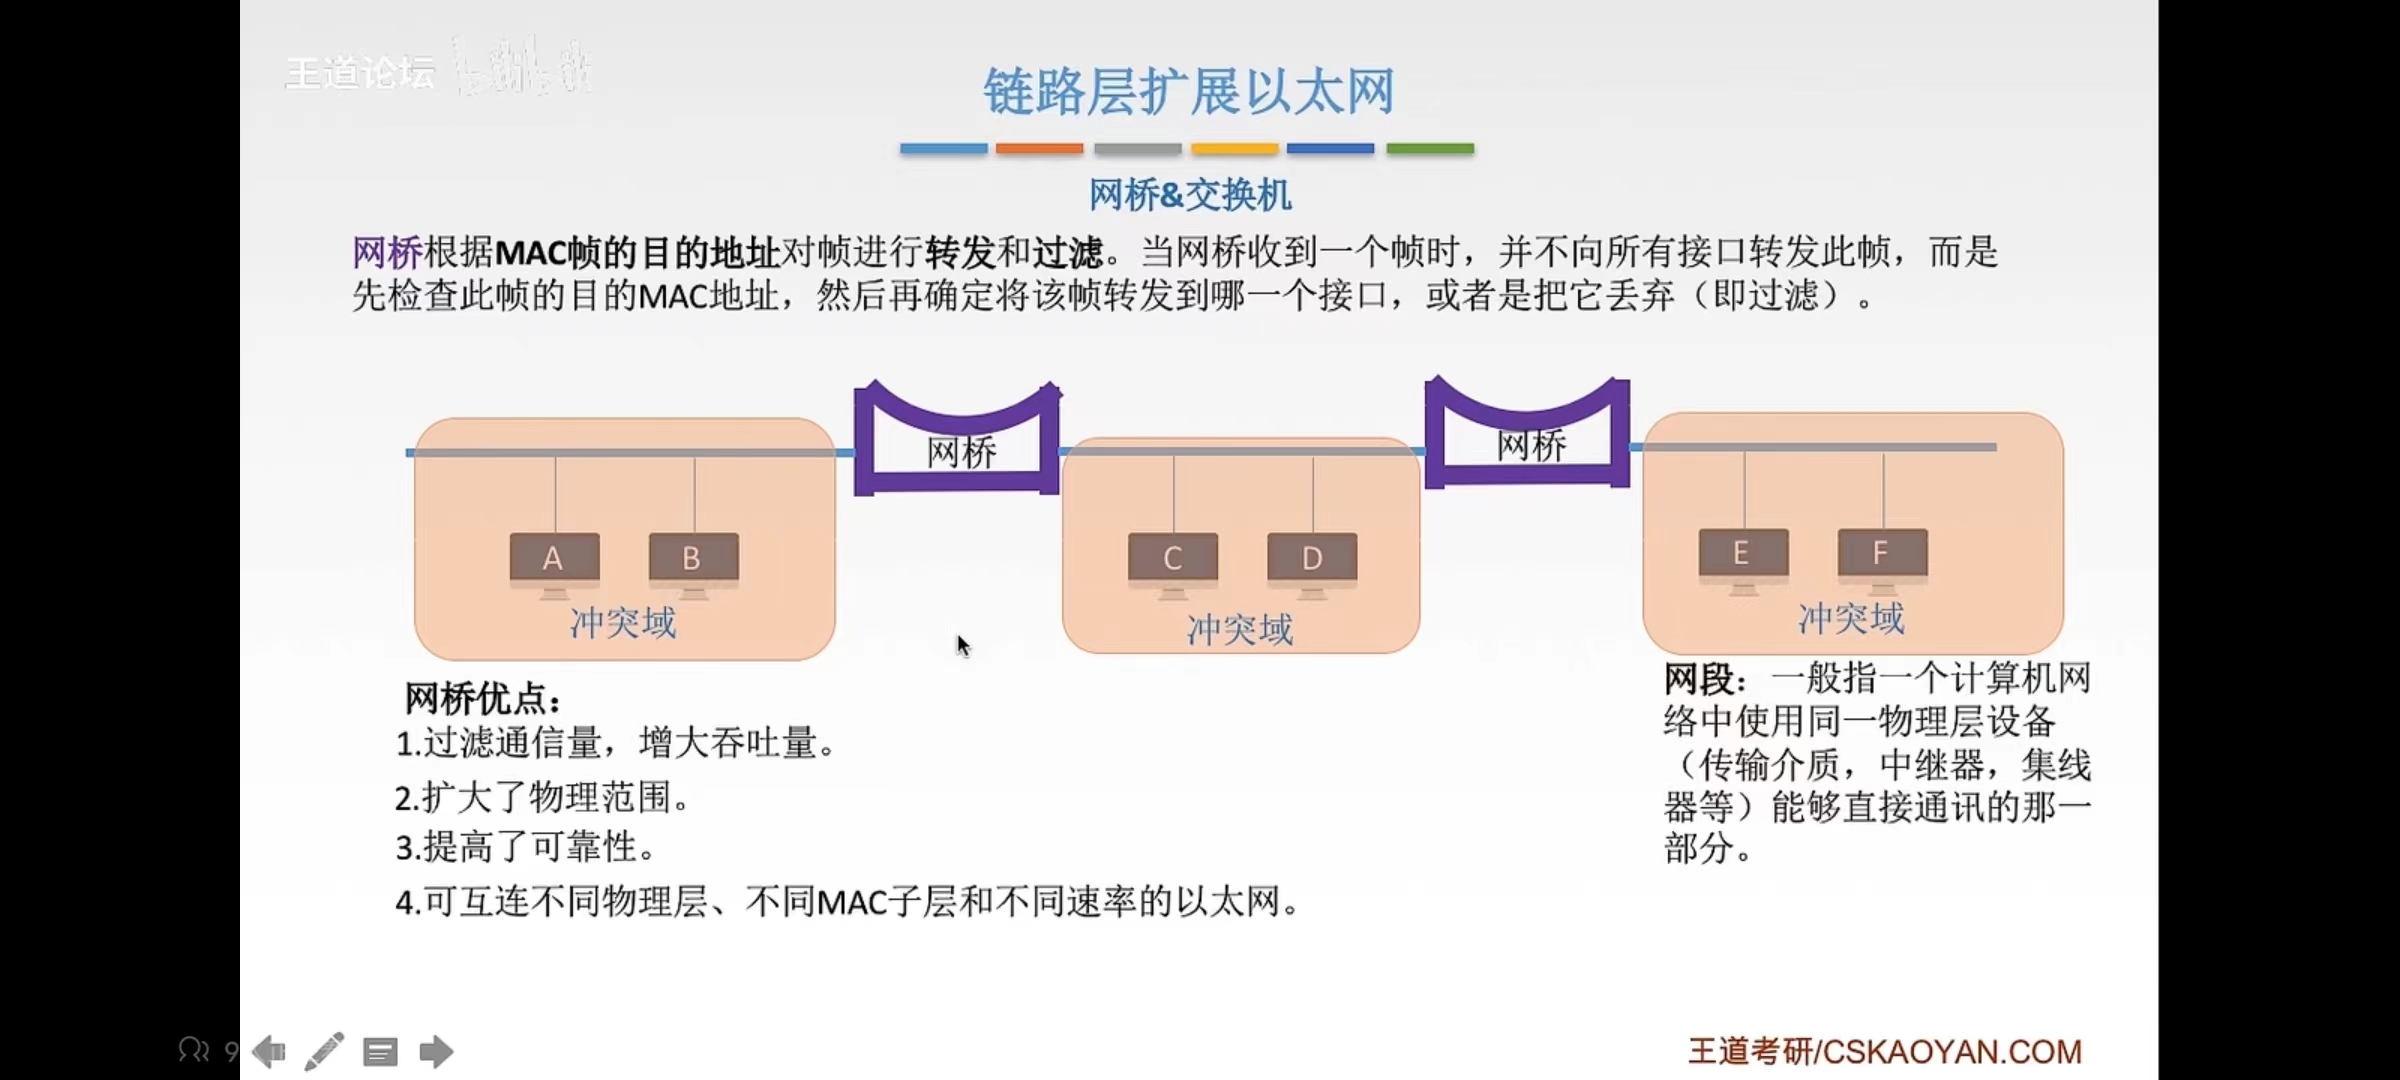 王道论坛 bilibili
链路层扩展以太网
网桥&交换机
网桥根据MAC帧的目的地址对帧进行转发和过滤。当网桥收到一个帧时，并不向所有接口转发此帧，而是
先检查此帧的目的MAC地址，然后再确定将该帧转发到哪一个接口，或者是把它丢弃（即过滤）。
网桥
网桥
A
B
C
D
E
F
冲突域
冲突域
冲突域
网桥优点：
1.过滤通信量，增大吞吐量。
2.扩大了物理范围。
3.提高了可靠性。
4.可互连不同物理层、不同MAC子层和不同速率的以太网。
网段：一般指一个计算机网
络中使用同一物理层设备
（传输介质，中继器，集线
器等）能够直接通讯的那一
部分。
9
王道考研/CSKAOYAN.COM